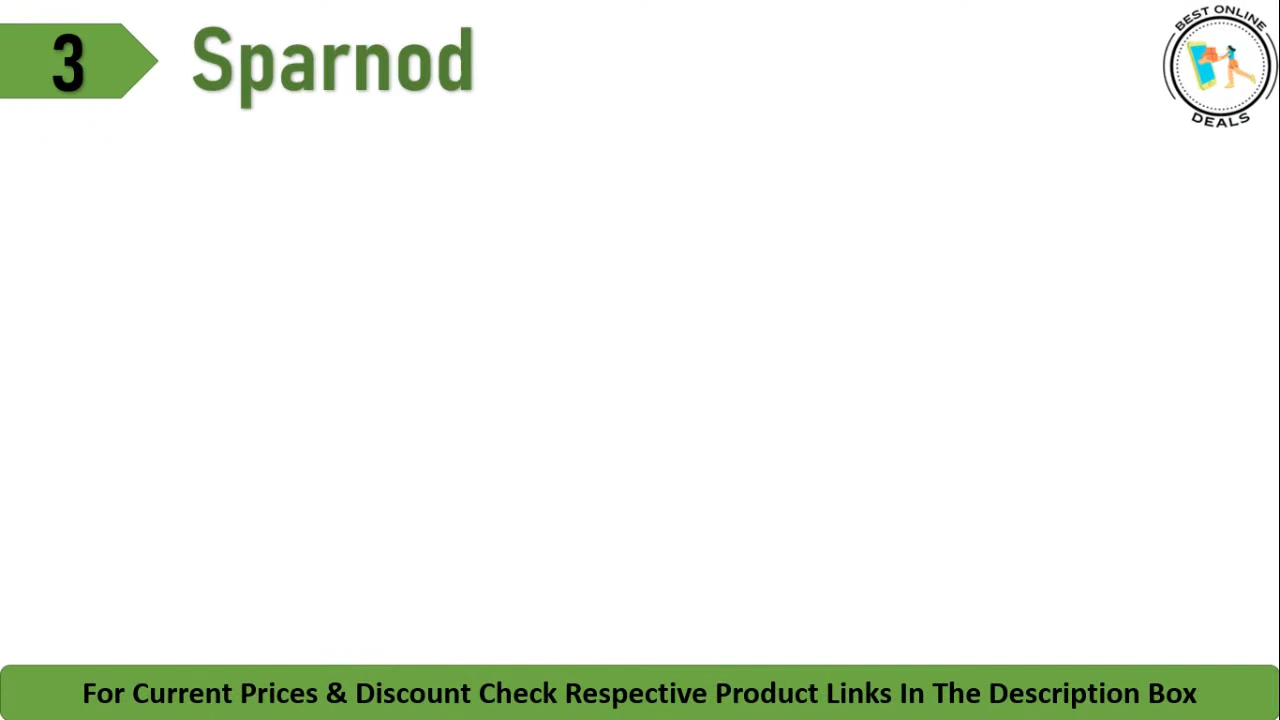 3
Sparnod
BEST ONLINE
DEALS
For Current Prices & Discount Check Respective Product Links In The Description Box